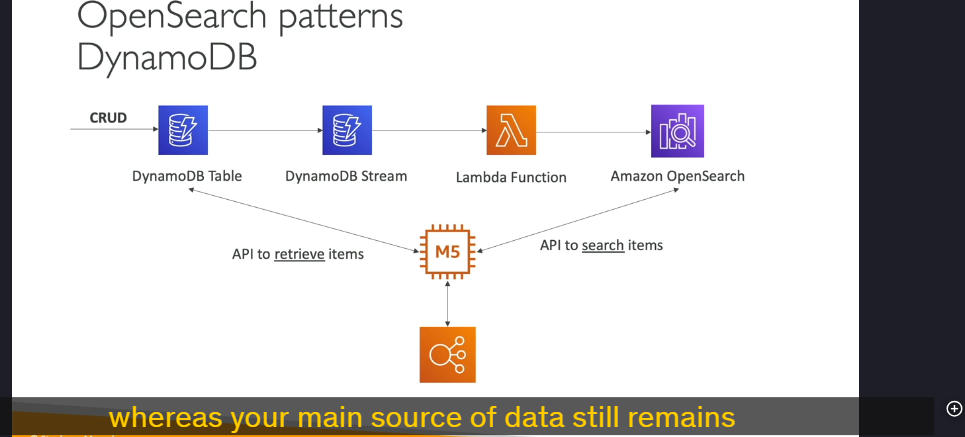 OpenSearch patterns
DynamoDB
CRUD
DynamoDB Table
DynamoDB Stream
Lambda Function
Amazon OpenSearch
API to retrieve items
M5
API to search items
whereas your main source of data still remains